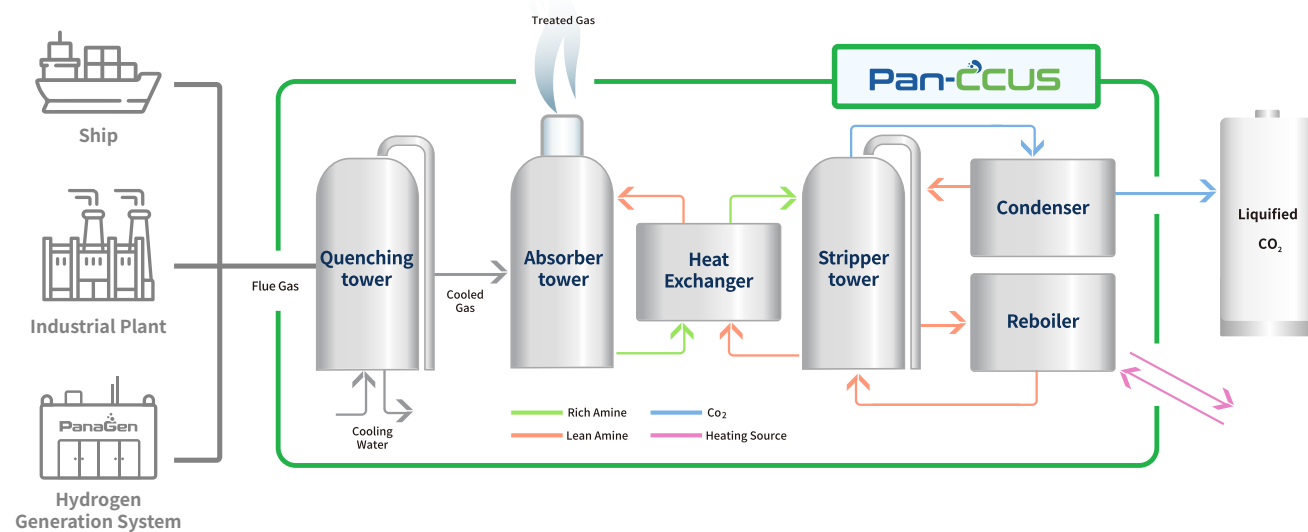 Treated Gas
Pan-CCUS
Ship
Industrial Plant
PanaGen
Hydrogen
Generation System
Flue Gas
Quenching
tower
Cooled
Gas
Cooling
Water
Absorber
tower
Heat
Exchanger
Stripper
tower
Condenser
Reboiler
Liquified
CO₂
Rich Amine
Co₂
Lean Amine
Heating Source